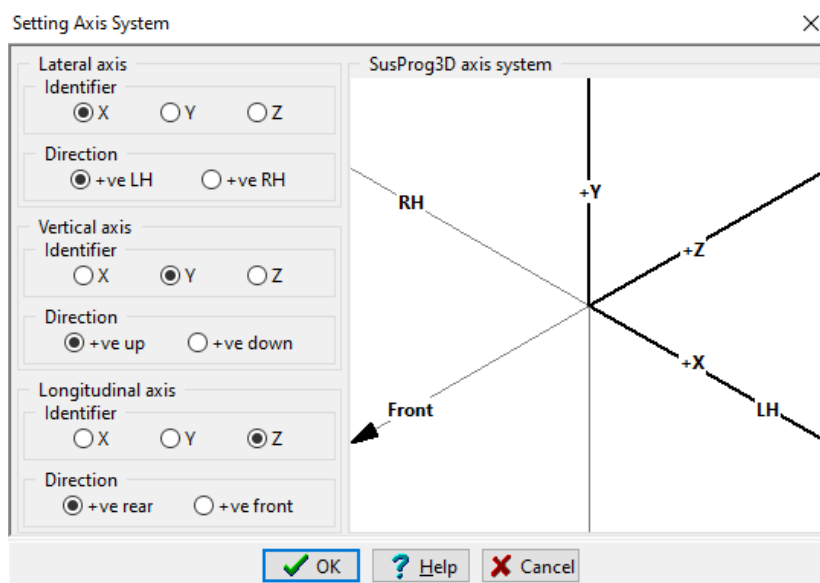 Setting Axis System
Lateral axis
Identifier
X Y Z
Direction
+ve LH +ve RH
Vertical axis
Identifier
X Y Z
Direction
+ve up +ve down
Longitudinal axis
Identifier
X Y Z
Direction
+ve rear +ve front
SusProg3D axis system
+Y
RH
+Z
+X
Front
LH
OK Help Cancel